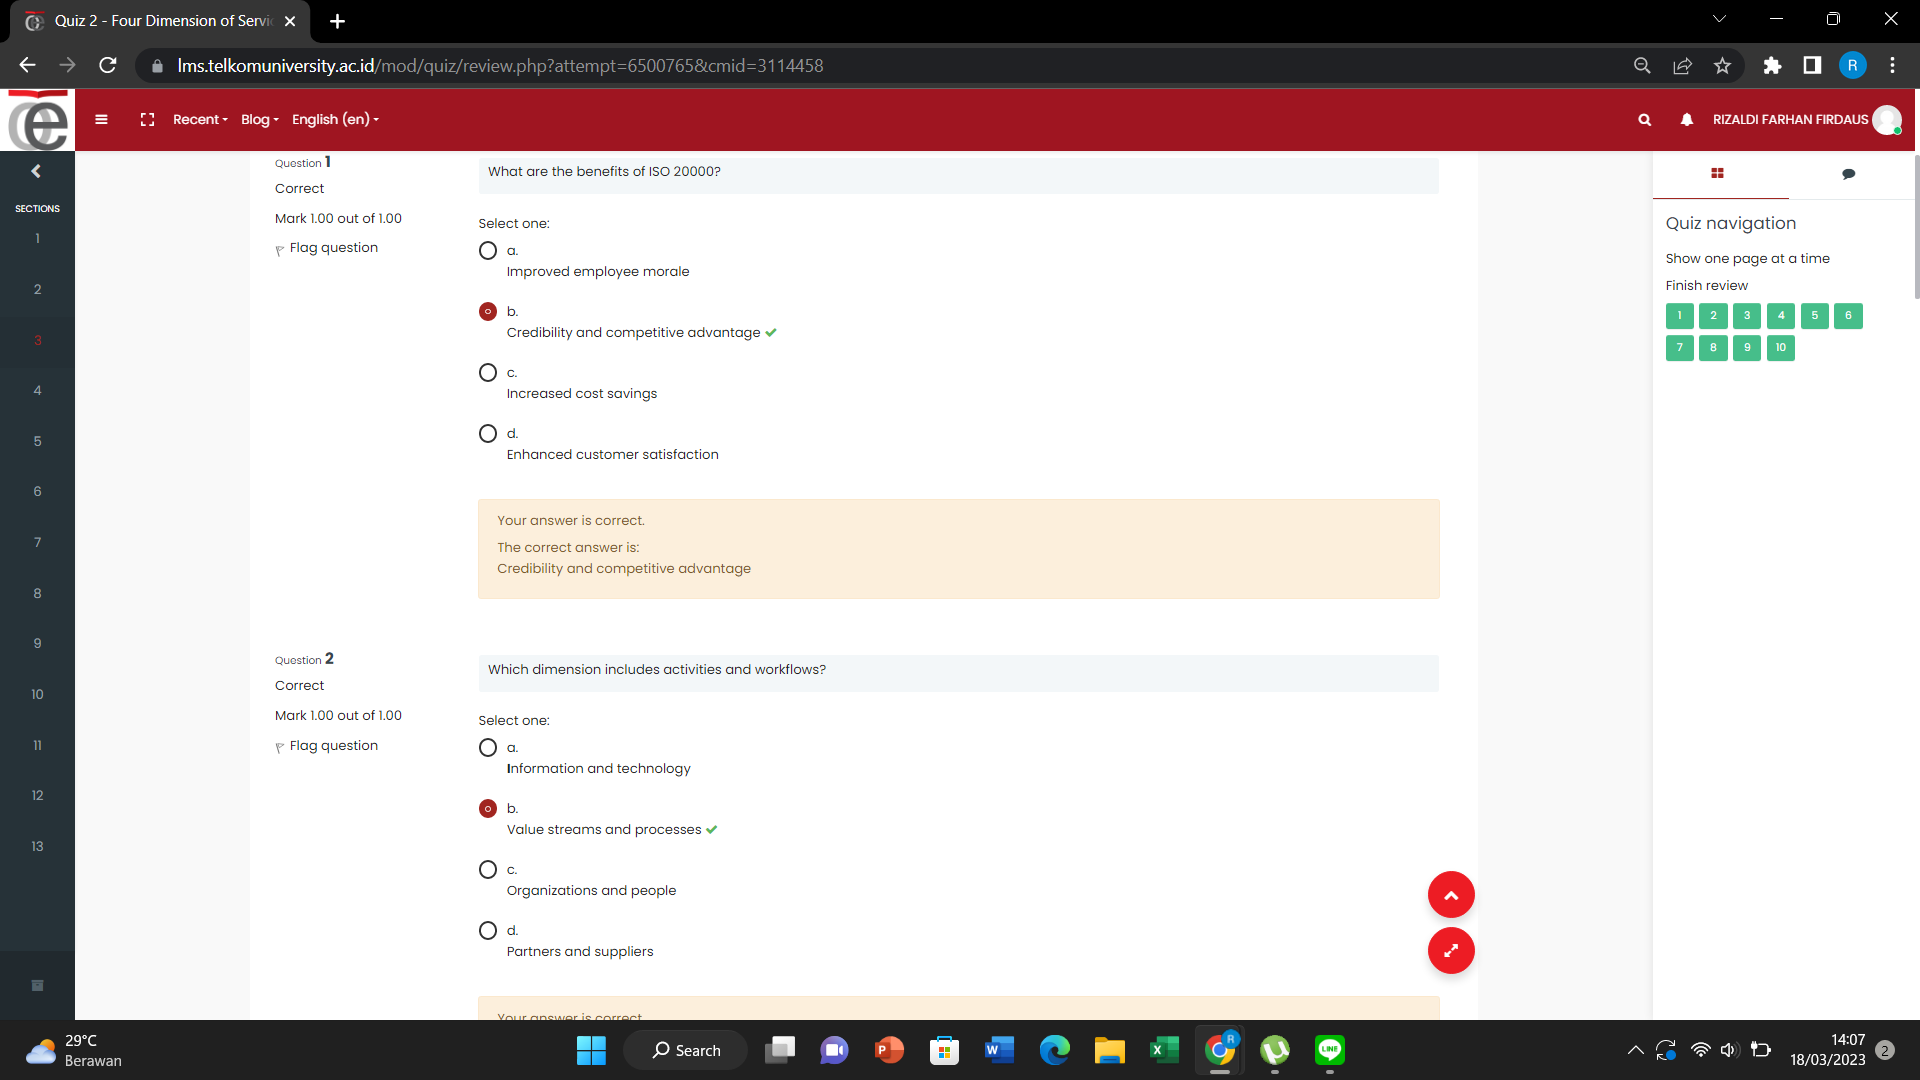 Quiz 2 - Four Dimension of Servi
lms.telkomuniversity.ac.id/mod/quiz/review.php?attempt=6500765&cmid=3114458
R
Recent
Blog
English (en)
RIZALDI FARHAN FIRDAUS
SECTIONS
1
2
3
4
5
6
7
8
9
10
11
12
13
Question 1
Correct
Mark 1.00 out of 1.00
Flag question
What are the benefits of ISO 20000?
Select one:
a.
Improved employee morale
b.
Credibility and competitive advantage
c.
Increased cost savings
d.
Enhanced customer satisfaction
Your answer is correct.
The correct answer is:
Credibility and competitive advantage
Question 2
Correct
Mark 1.00 out of 1.00
Flag question
Which dimension includes activities and workflows?
Select one:
a.
Information and technology
b.
Value streams and processes
c.
Organizations and people
d.
Partners and suppliers
Your answer is correct.
Quiz navigation
Show one page at a time
Finish review
1 2 3 4 5 6
7 8 9 10
29°C
Berawan
Search
14:07
18/03/2023
2